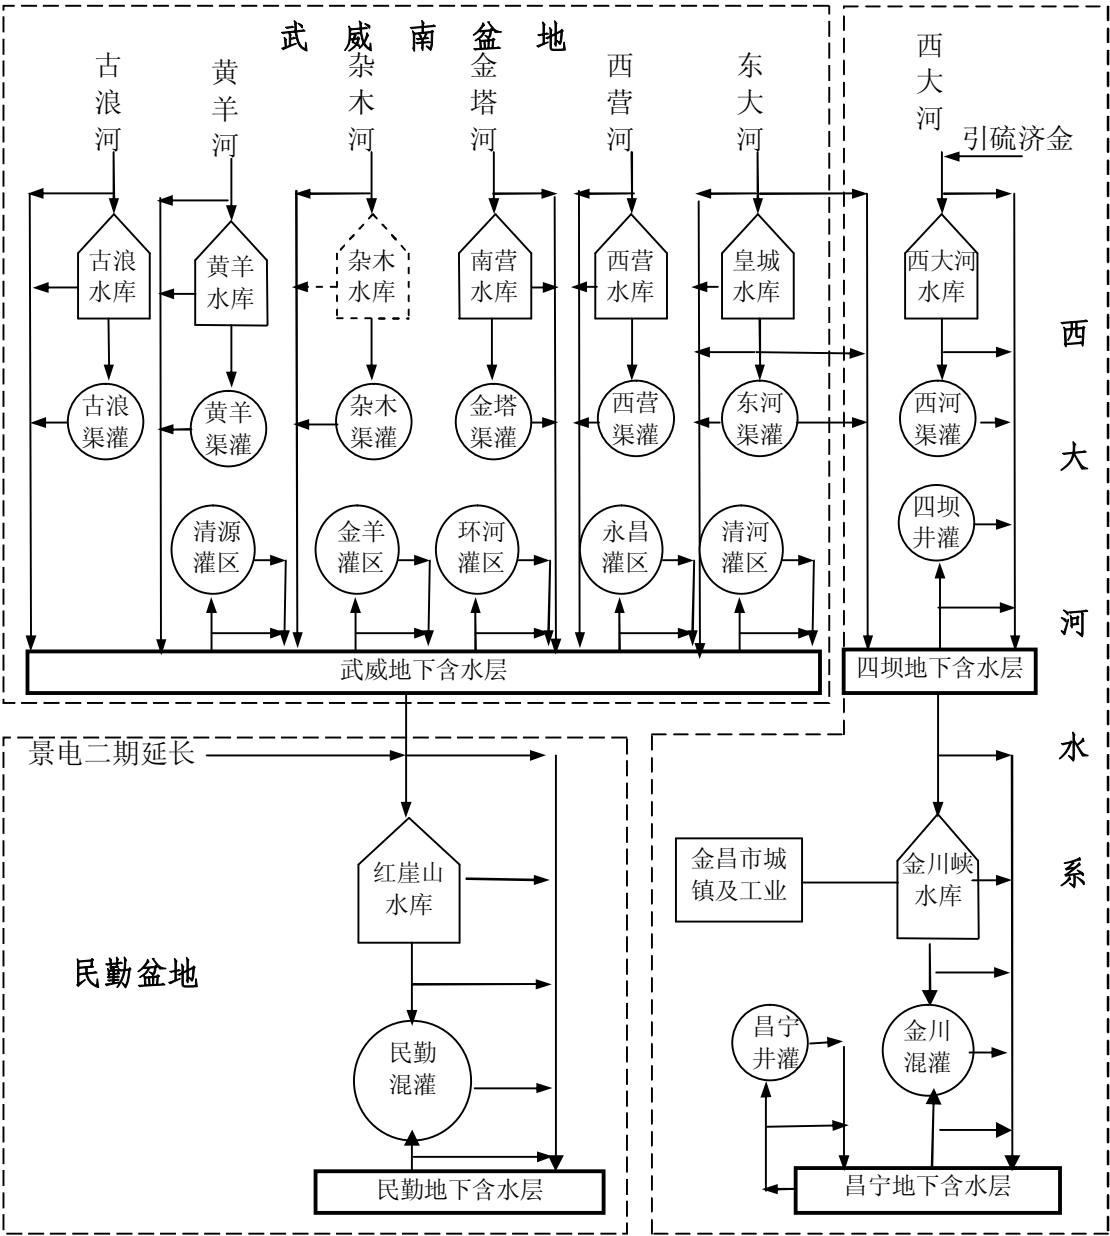 武威南盆地
古浪河
黄羊河
杂木河
金塔河
西营河
东大河
西大河
引硫济金
古浪
水库
黄羊
水库
杂木
水库
南营
水库
西营
水库
皇城
水库
西大河
水库
古浪
渠灌
黄羊
渠灌
杂木
渠灌
金塔
渠灌
西营
渠灌
东河
渠灌
西河
渠灌
清源
灌区
金羊
灌区
环河
灌区
永昌
灌区
清河
灌区
四坝
井灌
武威地下含水层
四坝地下含水层
西大河水系
景电二期延长
红崖山
水库
民勤盆地
民勤
混灌
民勤地下含水层
金昌市城
镇及工业
金川峡
水库
昌宁
井灌
金川
混灌
昌宁地下含水层